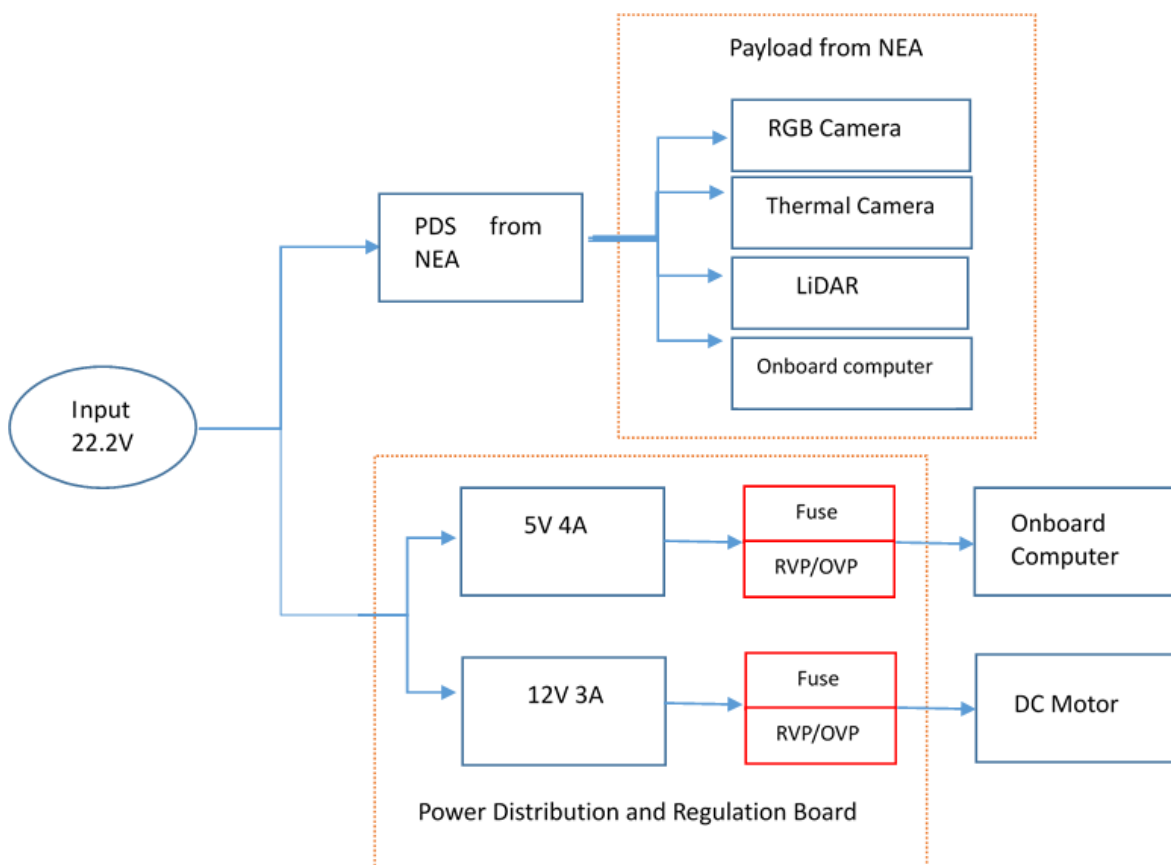 Payload from NEA
RGB Camera
Thermal Camera
LiDAR
Onboard computer
PDS from
NEA
Input
22.2V
5V 4A
Fuse
RVP/OVP
Onboard
Computer
12V 3A
Fuse
RVP/OVP
DC Motor
Power Distribution and Regulation Board